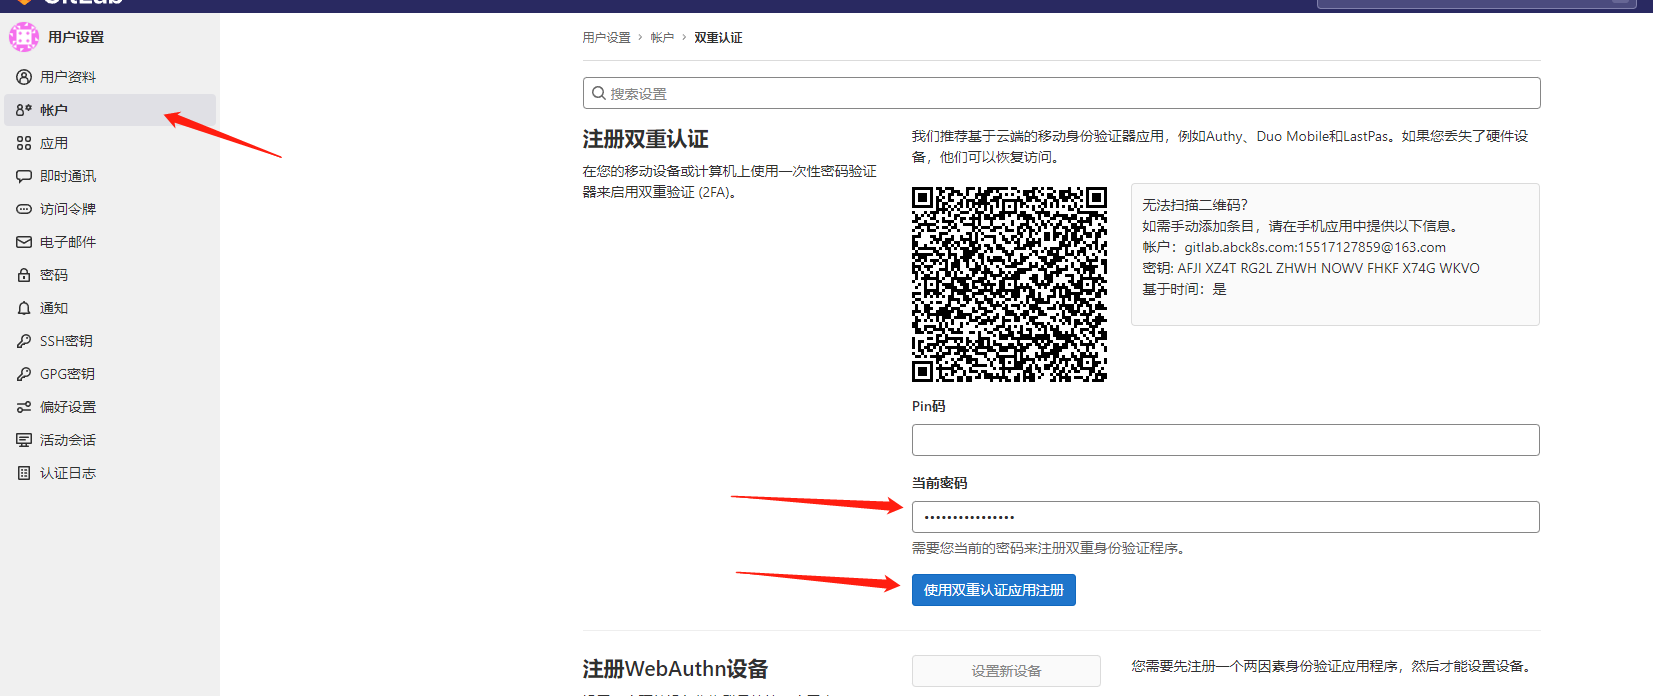 GitLab
用户设置
用户资料
帐户
应用
即时通讯
访问令牌
电子邮件
密码
通知
SSH密钥
GPG密钥
偏好设置
活动会话
认证日志
用户设置 › 帐户 › 双重认证
搜索设置
注册双重认证
在您的移动设备或计算机上使用一次性密码验证
器来启用双重验证 (2FA)。
我们推荐基于云端的移动身份验证器应用，例如Authy、Duo Mobile和LastPas。如果您丢失了硬件设
备，他们可以恢复访问。
无法扫描二维码？
如需手动添加条目，请在手机应用中提供以下信息。
帐户：gitlab.abck8s.com:15517127859@163.com
密钥: AFJI XZ4T RG2L ZHWH NOWV FHKF X74G WKVO
基于时间：是
Pin码
当前密码
••••••••••••••••
需要您当前的密码来注册双重身份验证程序。
使用双重认证应用注册
注册WebAuthn设备
设置新设备
您需要先注册一个两因素身份验证应用程序，然后才能设置设备。